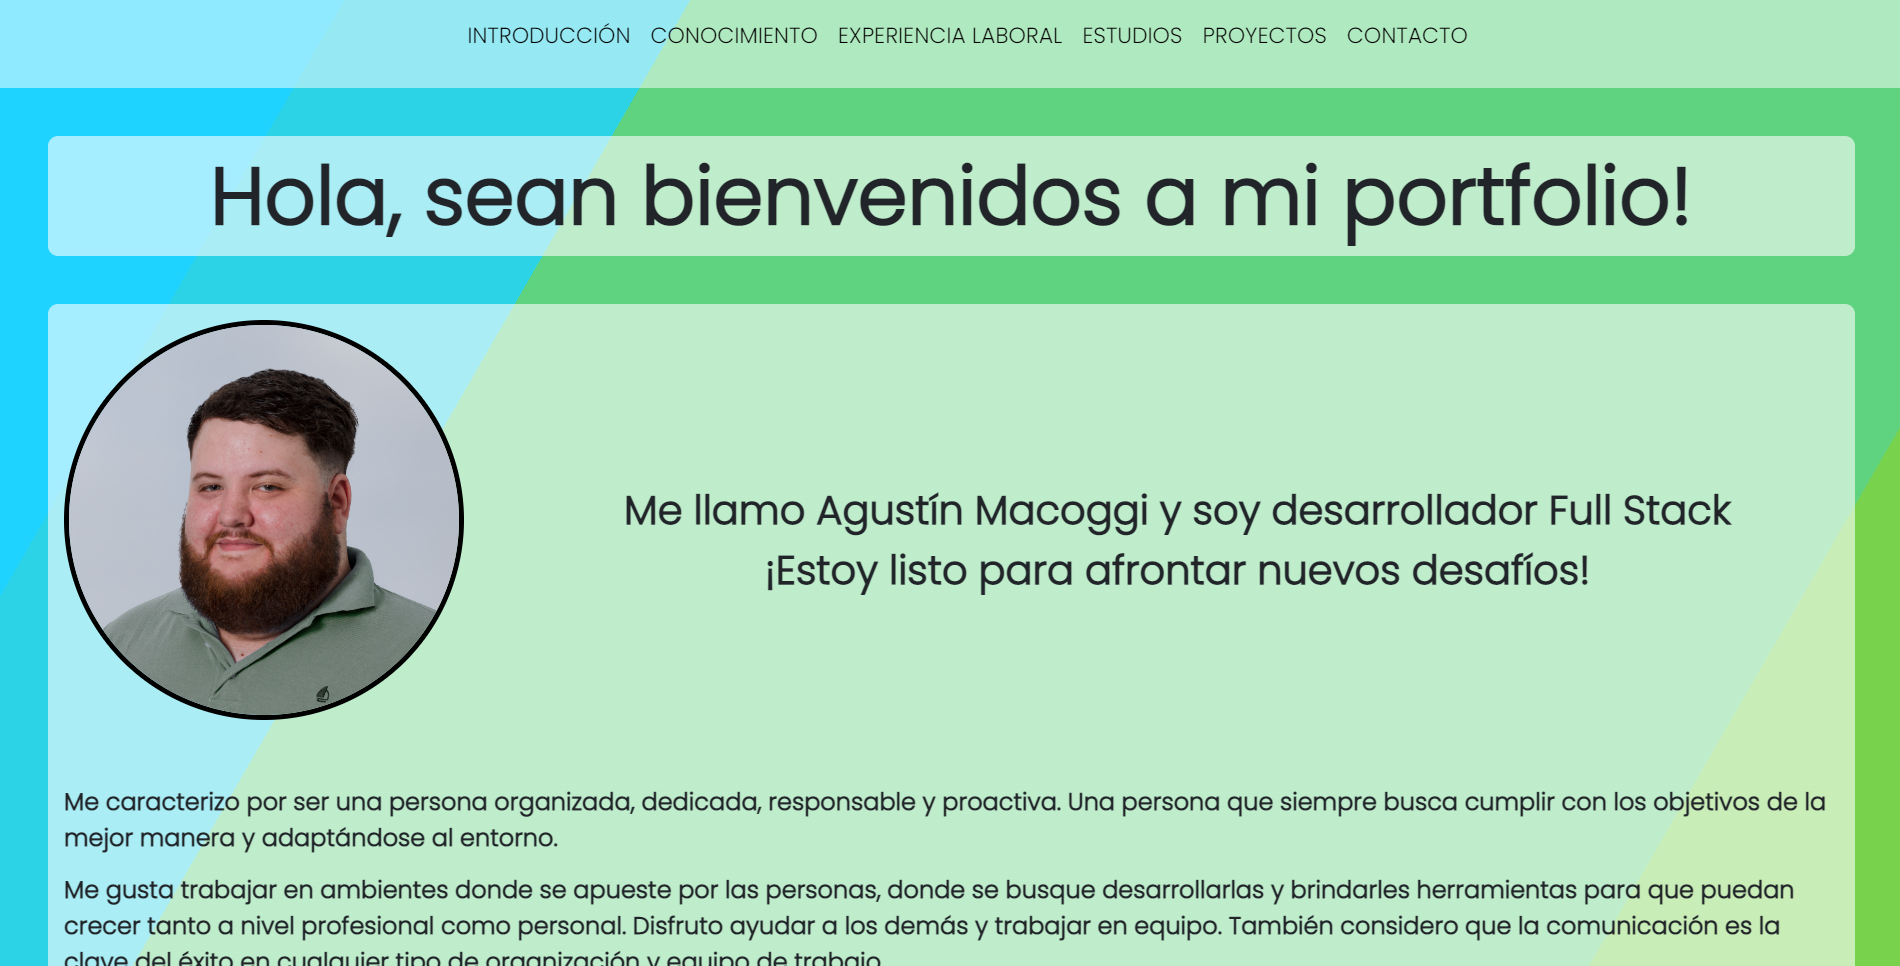 INTRODUCCIÓN CONOCIMIENTO EXPERIENCIA LABORAL ESTUDIOS PROYECTOS CONTACTO
Hola, sean bienvenidos a mi portfolio!
Me llamo Agustín Macoggi y soy desarrollador Full Stack
¡Estoy listo para afrontar nuevos desafíos!
Me caracterizo por ser una persona organizada, dedicada, responsable y proactiva. Una persona que siempre busca cumplir con los objetivos de la
mejor manera y adaptándose al entorno.
Me gusta trabajar en ambientes donde se apueste por las personas, donde se busque desarrollarlas y brindarles herramientas para que puedan
crecer tanto a nivel profesional como personal. Disfruto ayudar a los demás y trabajar en equipo. También considero que la comunicación es la
clave del éxito en cualquier tipo de organización y equipo de trabajo.